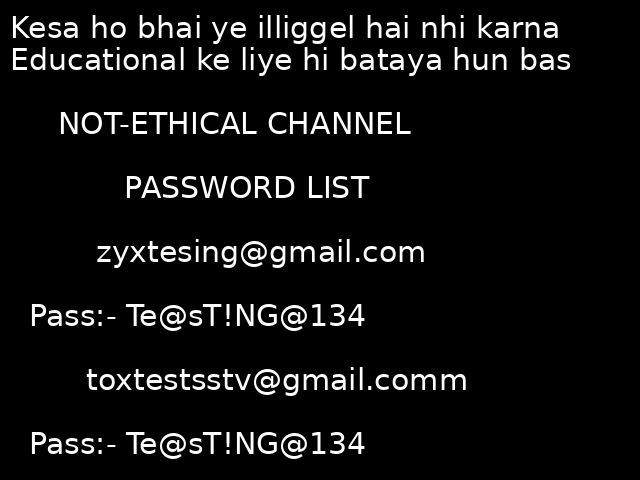 Kesa ho bhai ye illiggel hai nhi karna
Educational ke liye hi bataya hun bas
NOT-ETHICAL CHANNEL
PASSWORD LIST
zyxtesing@gmail.com
Pass:- Te@sT!NG@134
toxtestsstv@gmail.comm
Pass:- Te@sT!NG@134